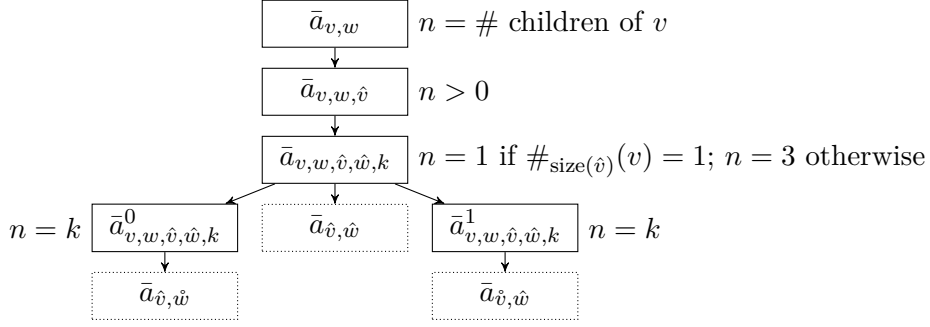 ā_{v,w} n = # children of v
ā_{v,w,v̂} n > 0
ā_{v,w,v̂,ŵ,k} n = 1 if #_{size(v̂)}(v) = 1; n = 3 otherwise
n = k ā^0_{v,w,v̂,ŵ,k} ā_{v̂,ŵ} ā^1_{v,w,v̂,ŵ,k} n = k
ā_{v̂,ẘ} ā_{v̊,ŵ}